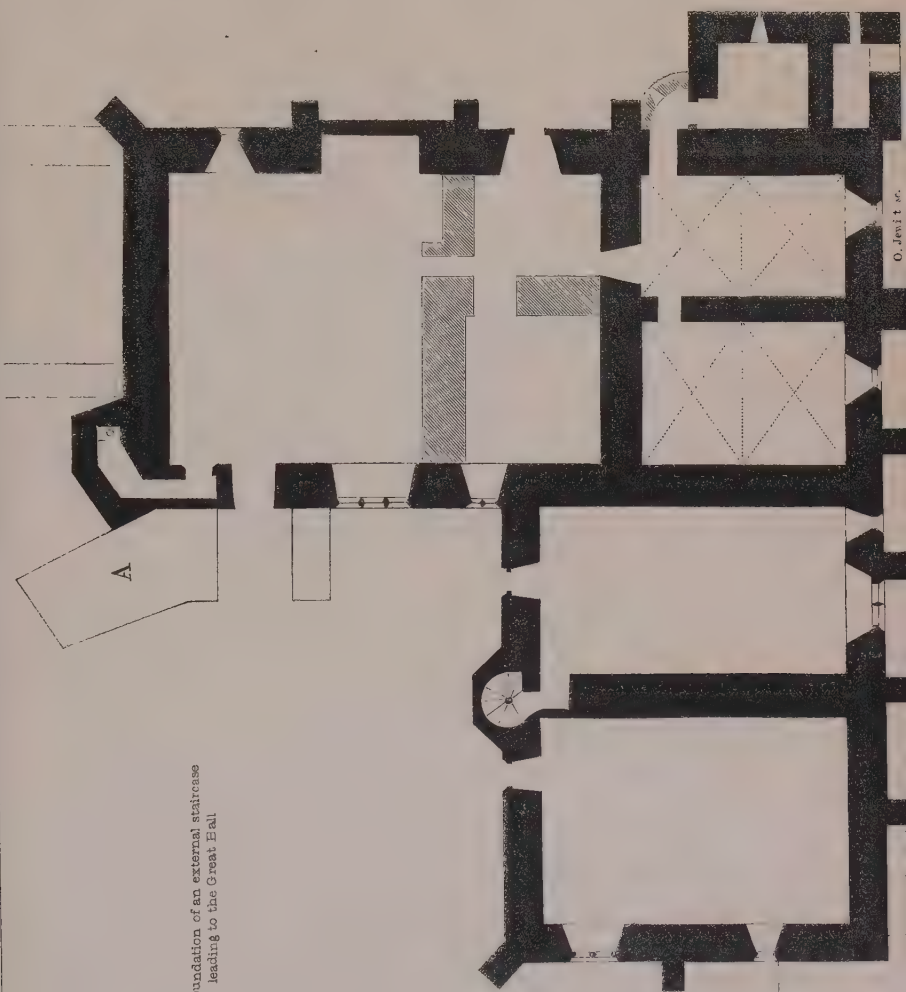 undation of an external staircase
leading to the Great Hall
A
O. Jewitt sc.